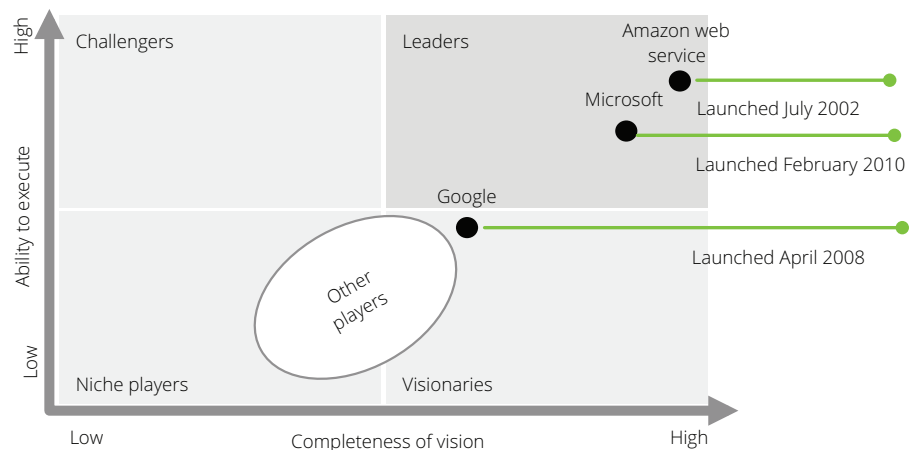 High
Challengers
Leaders
Amazon web
service
Launched July 2002
Microsoft
Launched February 2010
Google
Launched April 2008
Ability to execute
Other
players
Low
Niche players
Visionaries
Low
Completeness of vision
High